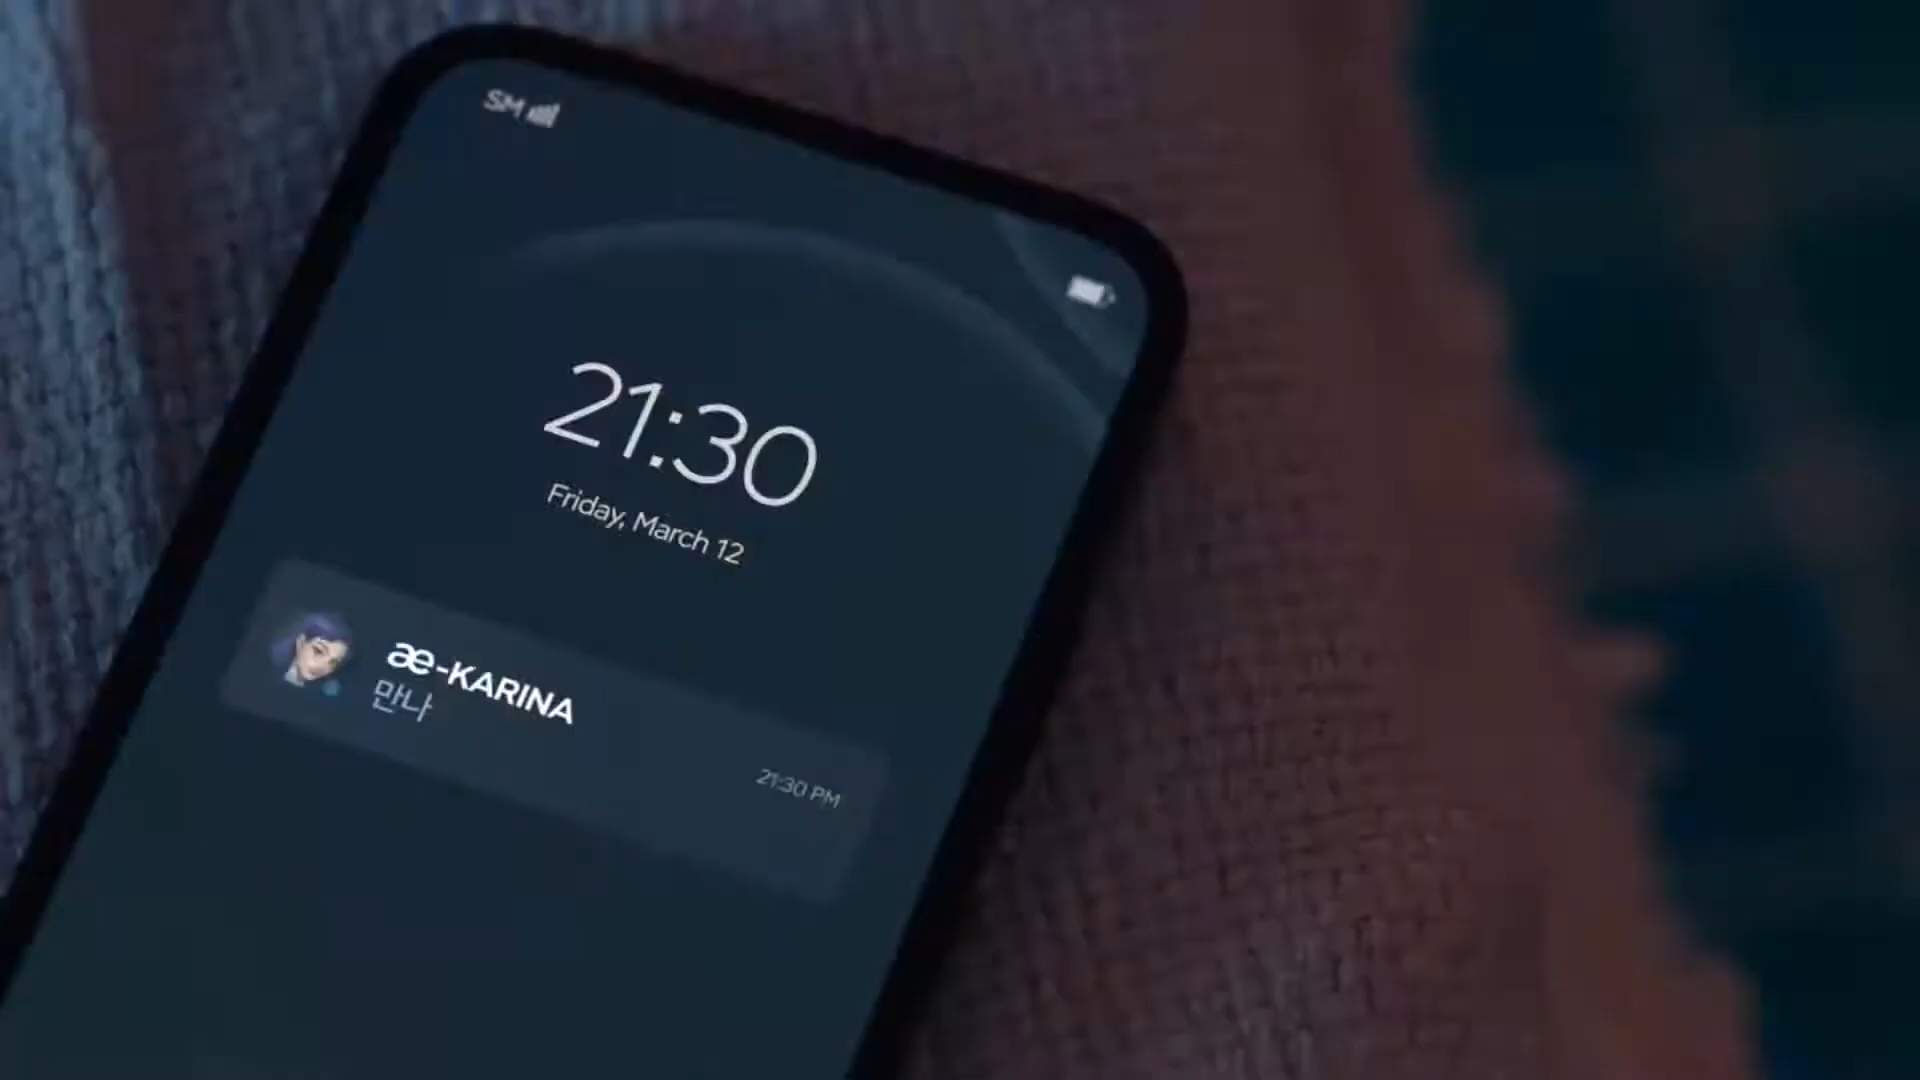 SM
21:30
Friday, March 12
æ-KARINA
만나
21:30 PM